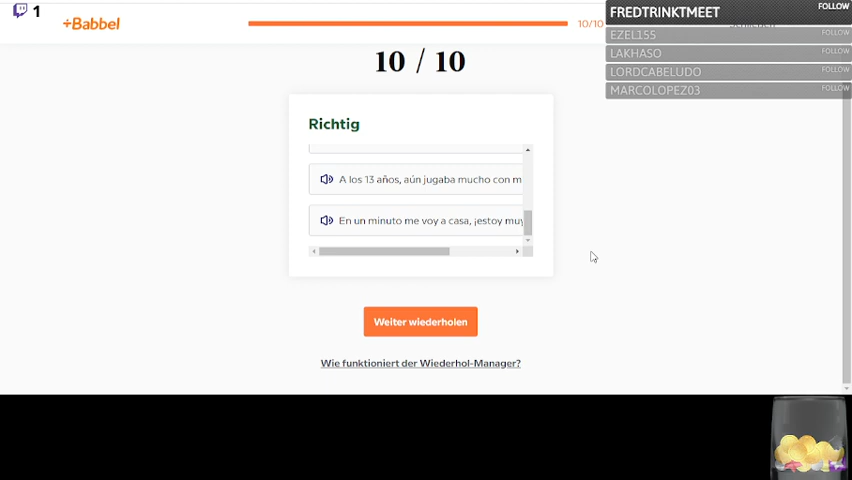 1
+Babbel
10/10
FREDTRINKTMEET FOLLOW
EZEL155 FOLLOW
LAKHASO FOLLOW
LORDCABELUDO FOLLOW
MARCOLOPEZ03 FOLLOW
10 / 10
Richtig
A los 13 años, aún jugaba mucho con m
En un minuto me voy a casa, ¡estoy muy
Weiter wiederholen
Wie funktioniert der Wiederhol-Manager?